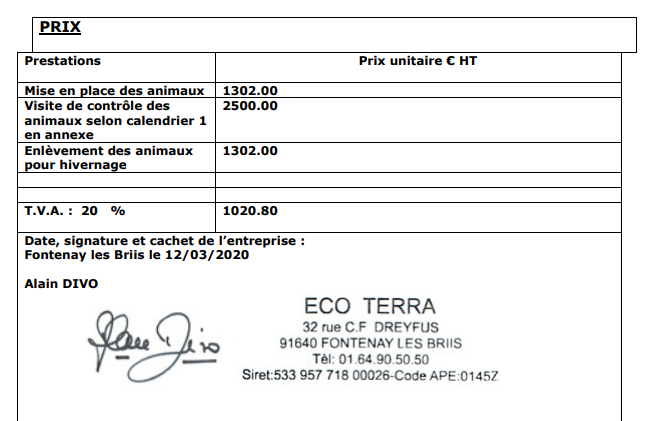 PRIX
Prestations Prix unitaire € HT
Mise en place des animaux 1302.00
Visite de contrôle des 2500.00
animaux selon calendrier 1
en annexe
Enlèvement des animaux 1302.00
pour hivernage
T.V.A. : 20 % 1020.80
Date, signature et cachet de l'entreprise :
Fontenay les Briis le 12/03/2020
Alain DIVO
ECO TERRA
32 rue C.F DREYFUS
91640 FONTENAY LES BRIIS
Tèl: 01.64.90.50.50
Siret:533 957 718 00026-Code APE:0145Z